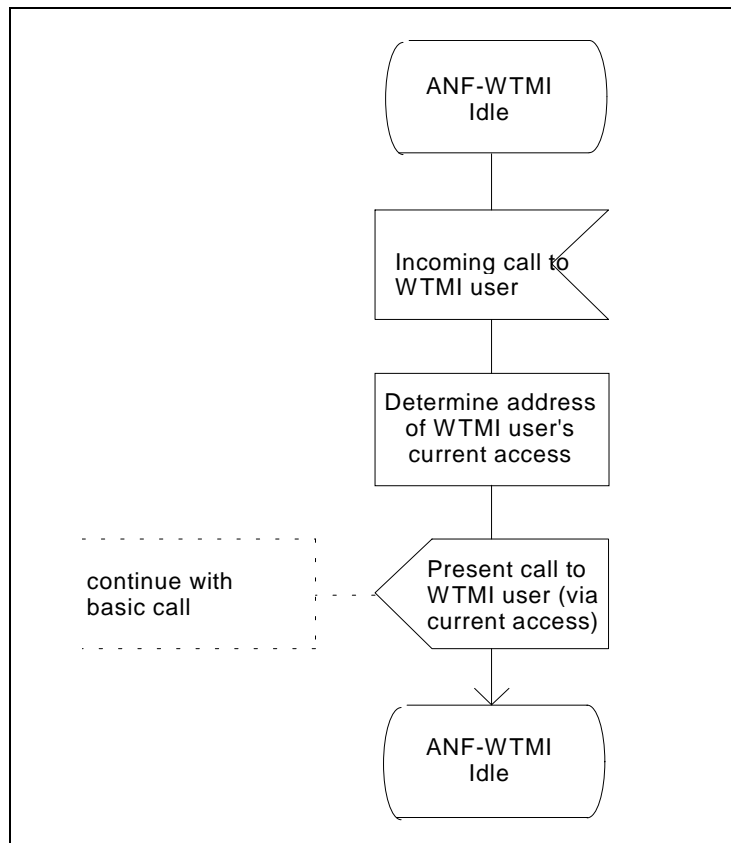 ANF-WTMI
Idle
Incoming call to
WTMI user
Determine address
of WTMI user's
current access
continue with
basic call
Present call to
WTMI user (via
current access)
ANF-WTMI
Idle